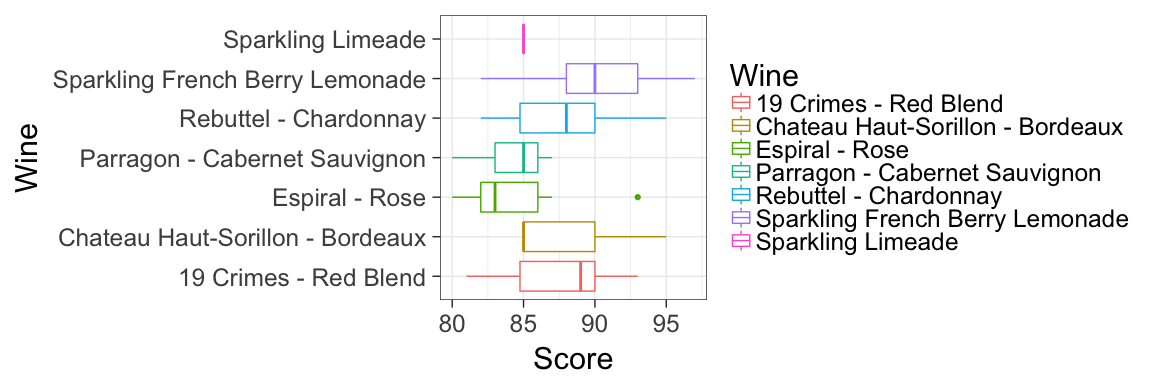 Wine
Sparkling Limeade
Sparkling French Berry Lemonade
Rebuttel - Chardonnay
Parragon - Cabernet Sauvignon
Espiral - Rose
Chateau Haut-Sorillon - Bordeaux
19 Crimes - Red Blend
80 85 90 95
Score
Wine
19 Crimes - Red Blend
Chateau Haut-Sorillon - Bordeaux
Espiral - Rose
Parragon - Cabernet Sauvignon
Rebuttel - Chardonnay
Sparkling French Berry Lemonade
Sparkling Limeade